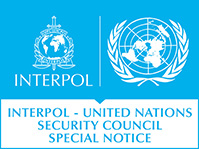 INTERPOL
INTERPOL - UNITED NATIONS
SECURITY COUNCIL
SPECIAL NOTICE